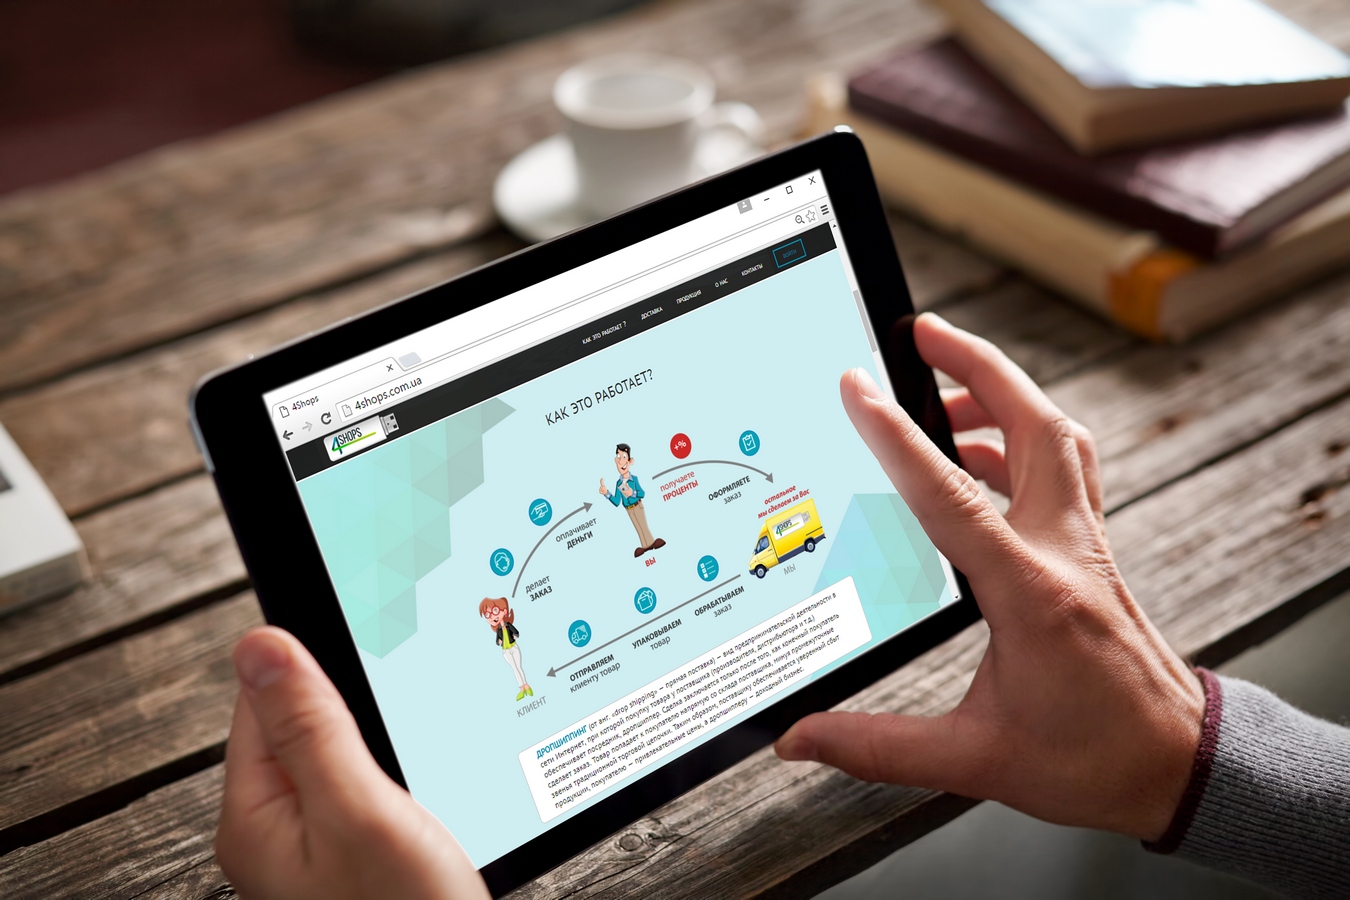 4Shops
4shops.com.ua
4SHOPS
КАК ЭТО РАБОТАЕТ ?
ДОСТАВКА
ПРОДУКЦИЯ
О НАС
КОНТАКТЫ
ВОЙТИ
КАК ЭТО РАБОТАЕТ?
+%
получаете
ПРОЦЕНТЫ
ОФОРМЛЯЕТЕ
заказ
остальное
мы сделаем за Вас
4SHOPS
оплачивает
ДЕНЬГИ
ВЫ
МЫ
делает
ЗАКАЗ
ОБРАБАТЫВАЕМ
заказ
УПАКОВЫВАЕМ
товар
ОТПРАВЛЯЕМ
клиенту товар
КЛИЕНТ
ДРОПШИППИНГ (от анг. «drop shipping» — прямая поставка) — вид предпринимательской деятельности в
сети Интернет, при которой покупку товара у поставщика (производителя, дистрибьютора и т.д.)
обеспечивает посредник, дропшиппер. Сделка заключается только после того, как конечный покупатель
сделает заказ. Товар попадает к покупателю напрямую со склада поставщика, минуя промежуточные
звенья традиционной торговой цепочки. Таким образом, поставщику обеспечивается уверенный сбыт
продукции, покупателю — привлекательные цены, а дропшипперу — доходный бизнес.